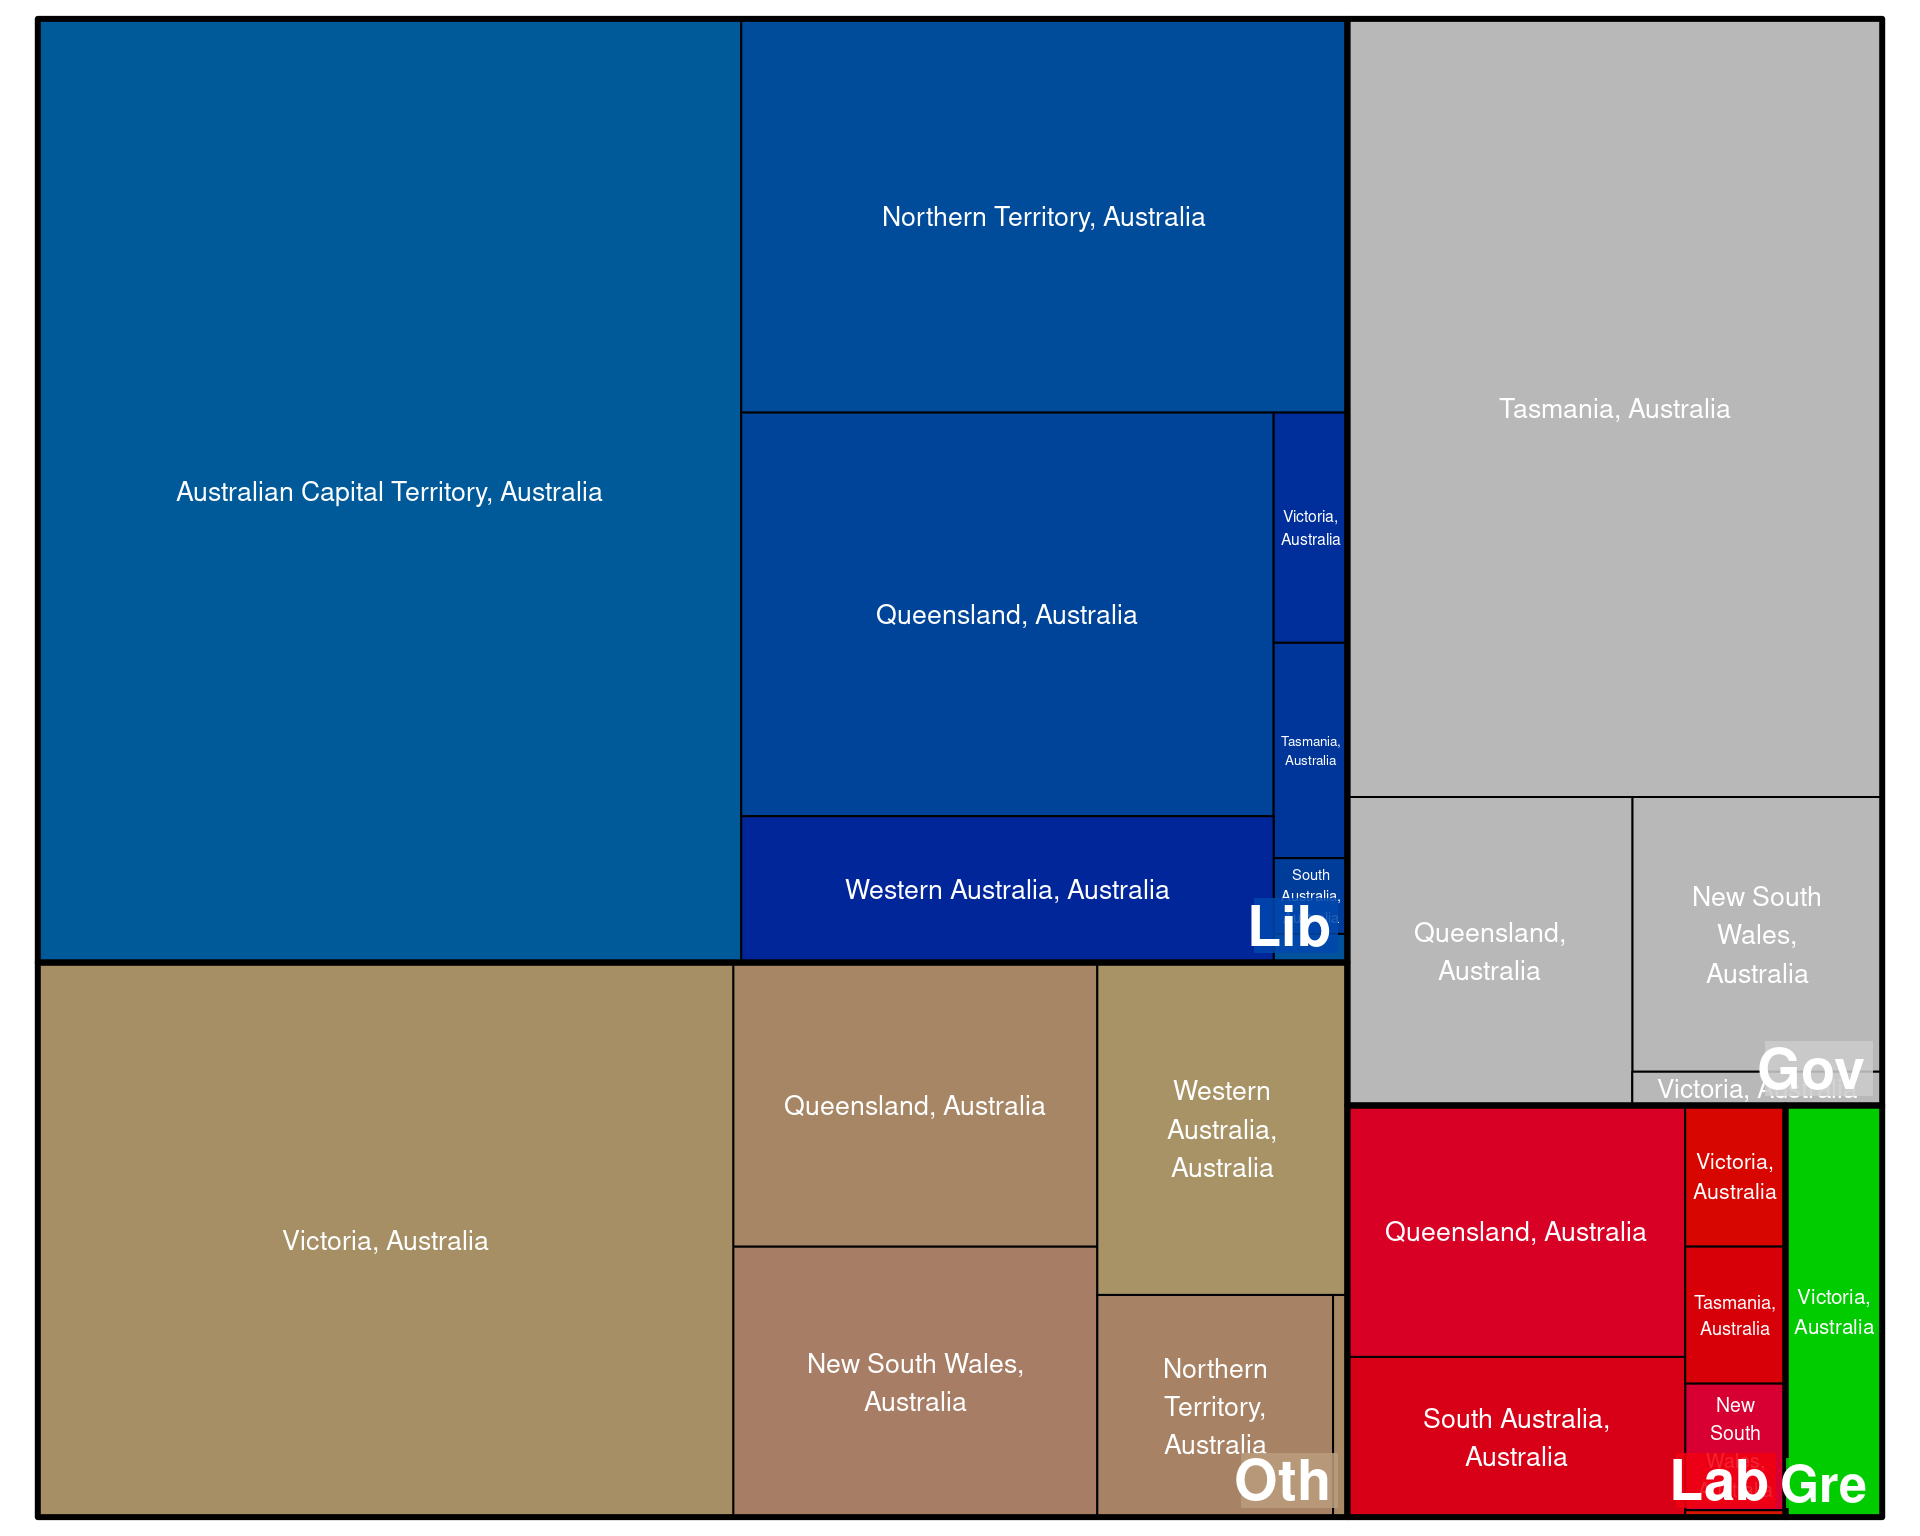 Australian Capital Territory, Australia
Northern Territory, Australia
Queensland, Australia
Victoria,
Australia
Tasmania,
Australia
Western Australia, Australia
South
Australia,
Lib
Tasmania, Australia
Queensland,
Australia
New South
Wales,
Australia
Victoria, Australia
Gov
Victoria, Australia
Queensland, Australia
New South Wales,
Australia
Western
Australia,
Australia
Northern
Territory,
Australia
Oth
Queensland, Australia
South Australia,
Australia
Victoria,
Australia
Tasmania,
Australia
New
South
Wales,
Lab
Victoria,
Australia
Gre